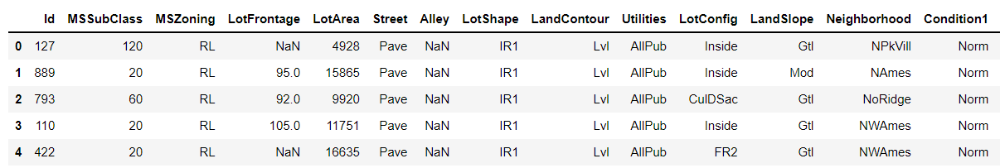 Id MSSubClass MSZoning LotFrontage LotArea Street Alley LotShape LandContour Utilities LotConfig LandSlope Neighborhood Condition1
0 127 120 RL NaN 4928 Pave NaN IR1 Lvl AllPub Inside Gtl NPkVill Norm
1 889 20 RL 95.0 15865 Pave NaN IR1 Lvl AllPub Inside Mod NAmes Norm
2 793 60 RL 92.0 9920 Pave NaN IR1 Lvl AllPub CulDSac Gtl NoRidge Norm
3 110 20 RL 105.0 11751 Pave NaN IR1 Lvl AllPub Inside Gtl NWAmes Norm
4 422 20 RL NaN 16635 Pave NaN IR1 Lvl AllPub FR2 Gtl NWAmes Norm